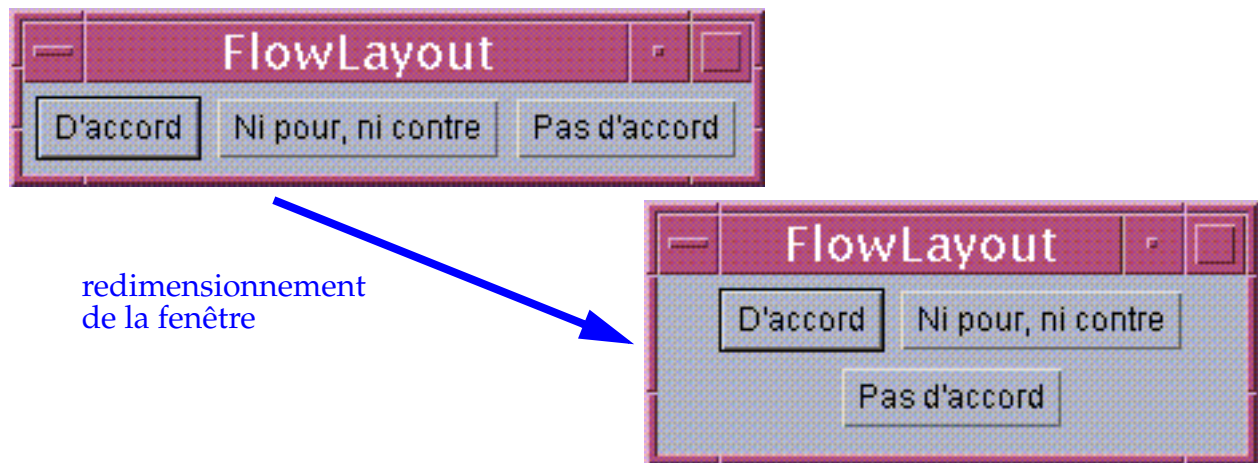 FlowLayout
D'accord Ni pour, ni contre Pas d'accord
redimensionnement
de la fenêtre
FlowLayout
D'accord Ni pour, ni contre
Pas d'accord